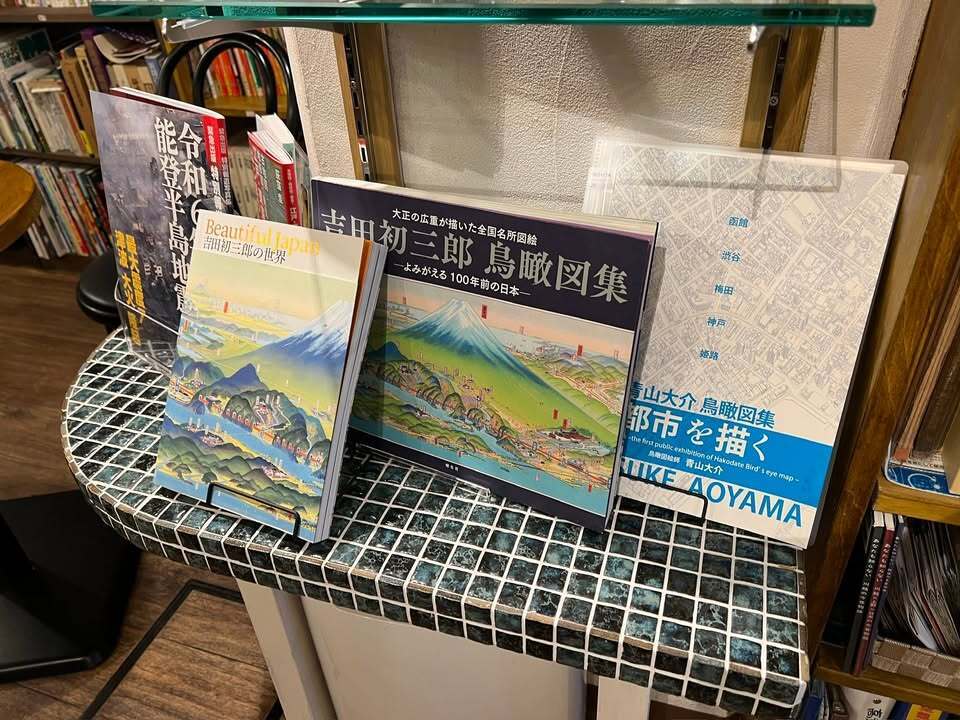 令和
能登半島地震
特別
Beautiful Japan
吉田初三郎の世界
大正の広重が描いた全国名所図絵
吉田初三郎 鳥瞰図集
―よみがえる 100年前の日本―
函館
渋谷
梅田
神戸
姫路
青山大介 鳥瞰図集
都市を描く
-the first public exhibition of Hakodate Bird's eye map -
鳥瞰図絵師 青山大介
AOYAMA